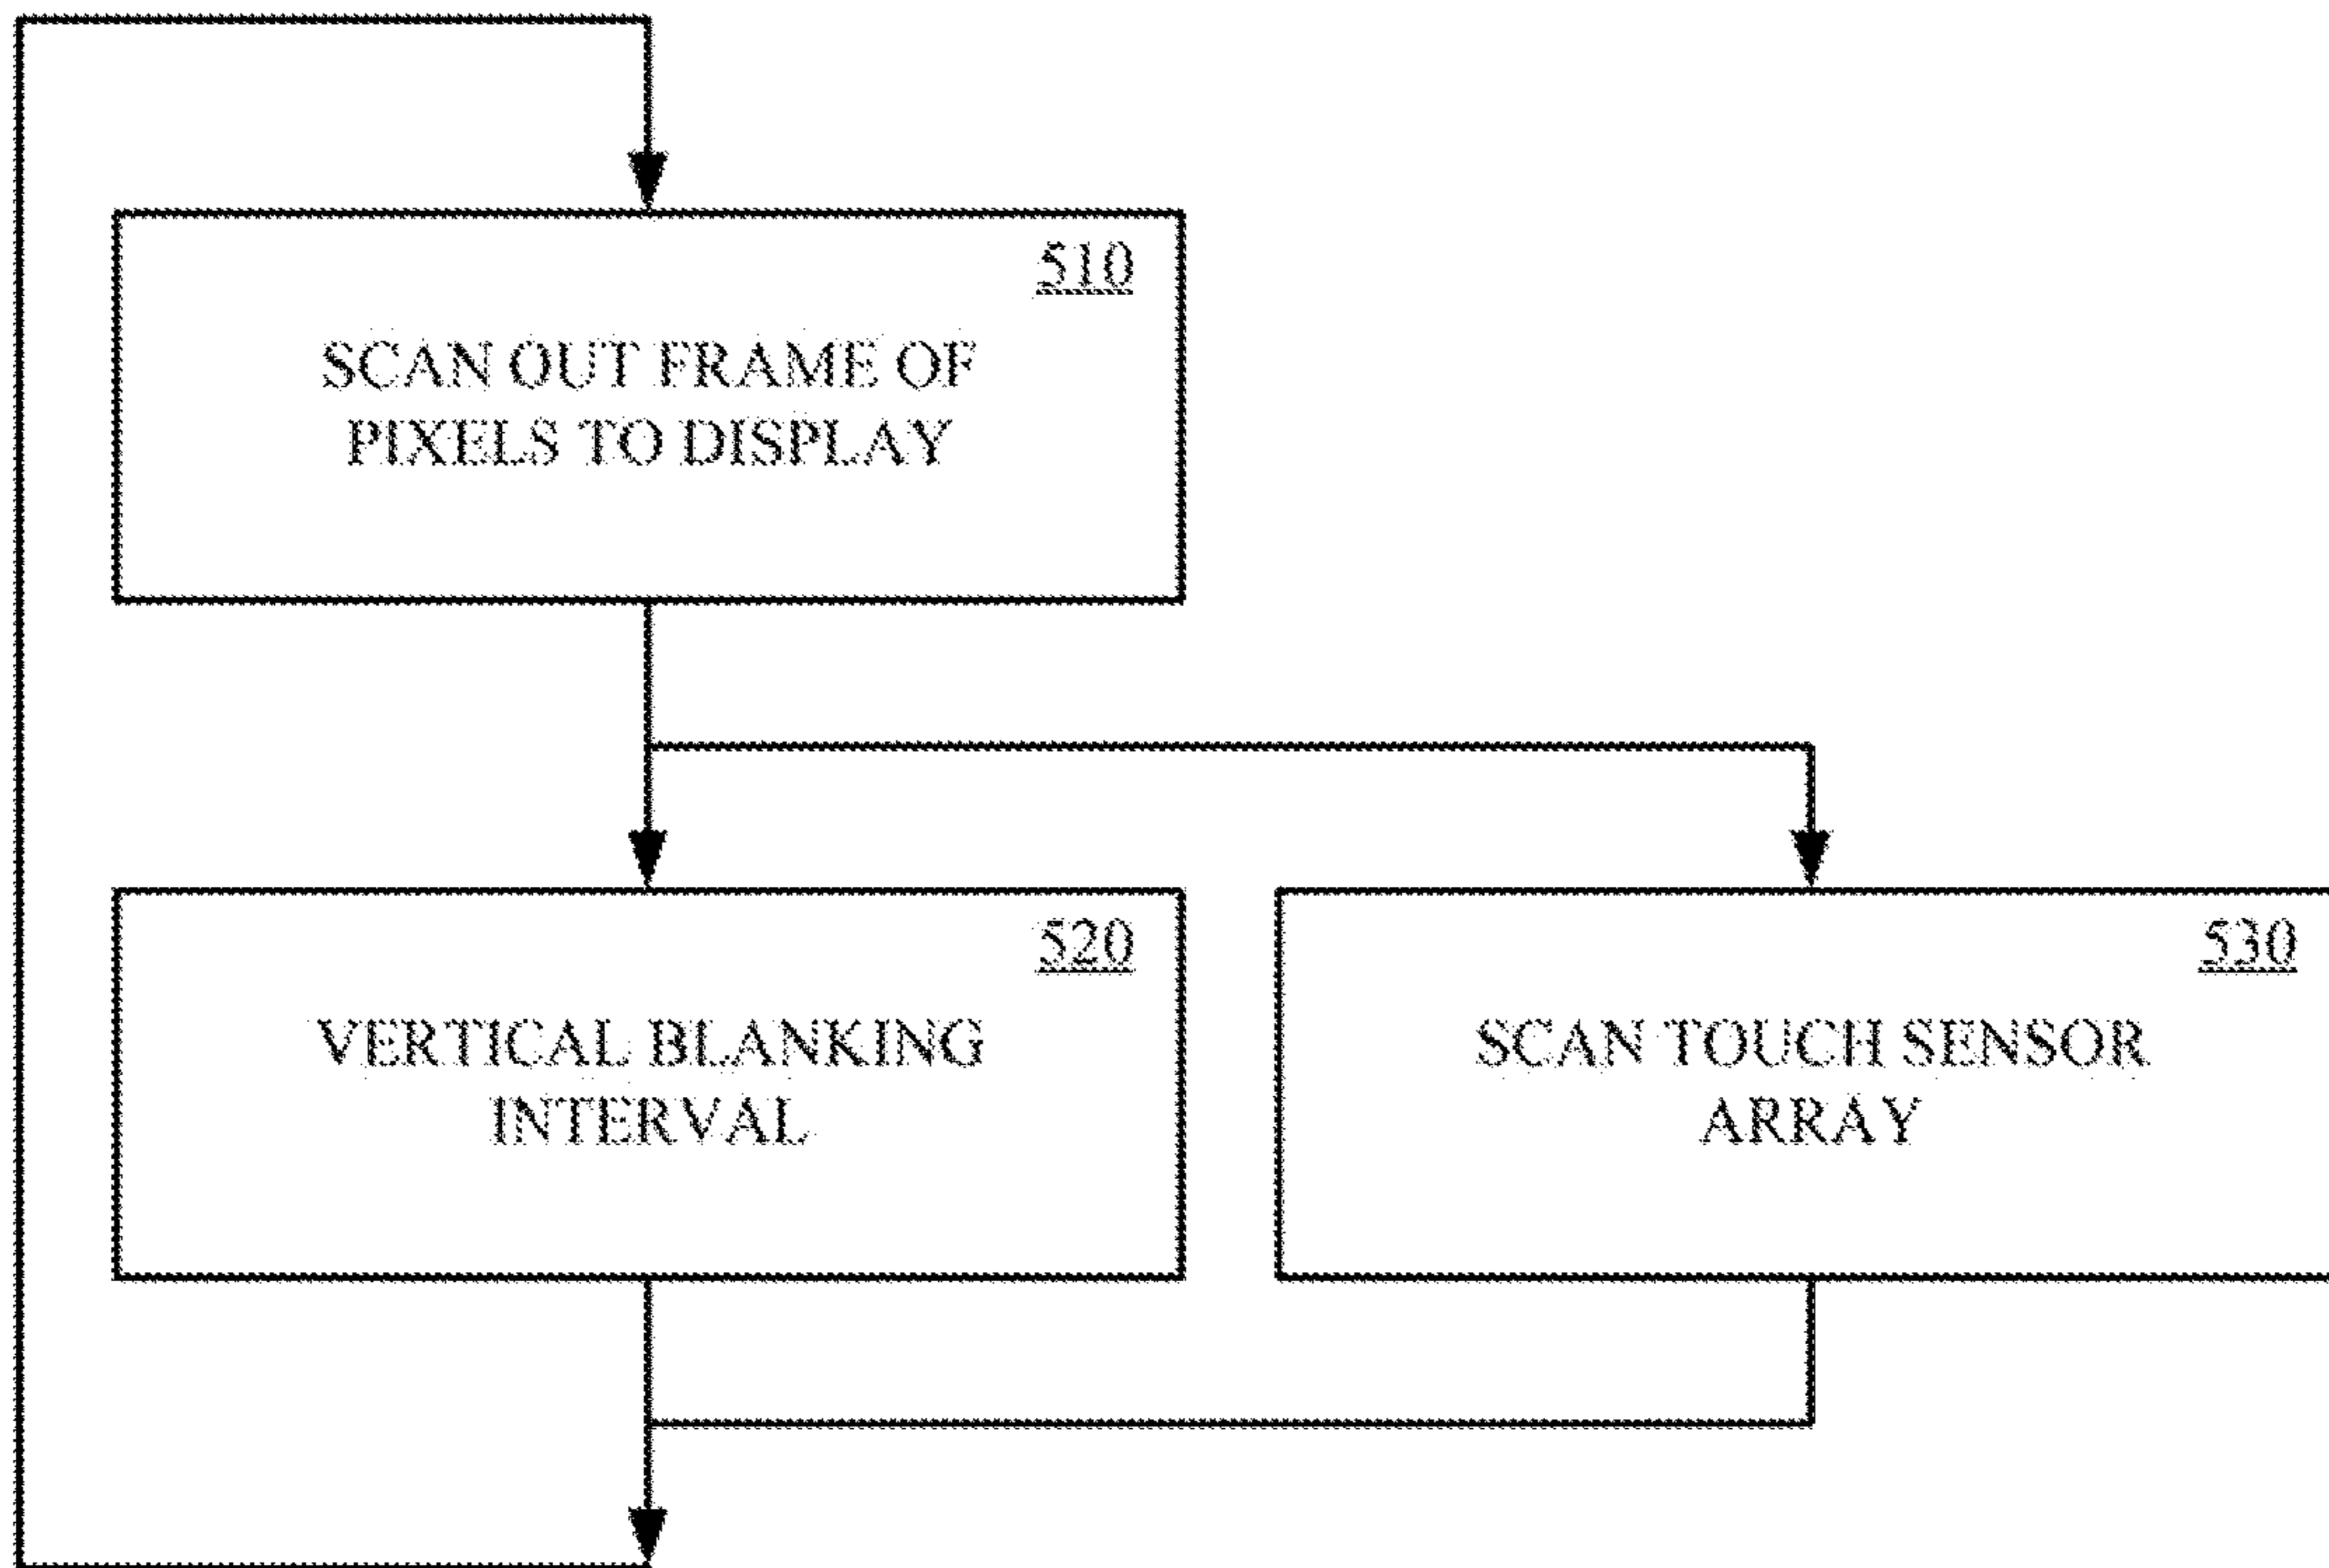 510
SCAN OUT FRAME OF
PIXELS TO DISPLAY
520
VERTICAL BLANKING
INTERVAL
530
SCAN TOUCH SENSOR
ARRAY